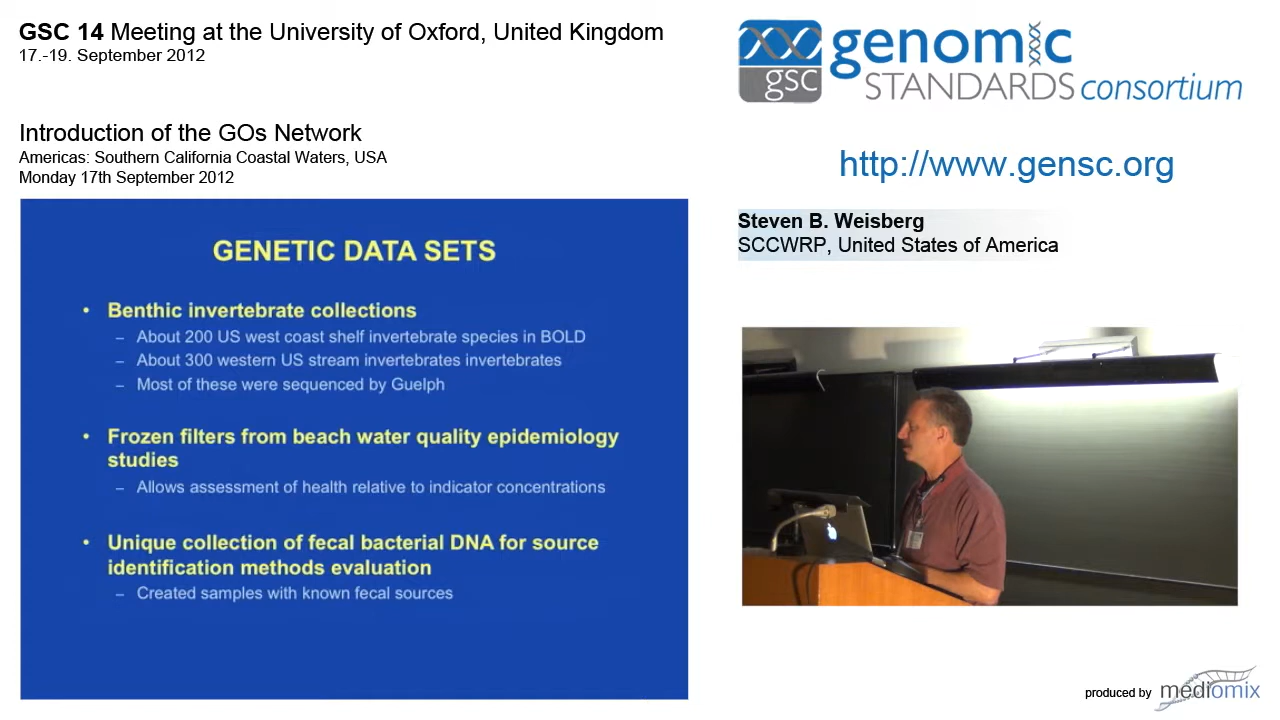 GSC 14 Meeting at the University of Oxford, United Kingdom
17.-19. September 2012
genomic
gsc
STANDARDS consortium
Introduction of the GOs Network
Americas: Southern California Coastal Waters, USA
Monday 17th September 2012
http://www.gensc.org
Steven B. Weisberg
SCCWRP, United States of America
GENETIC DATA SETS
• Benthic invertebrate collections
– About 200 US west coast shelf invertebrate species in BOLD
– About 300 western US stream invertebrates invertebrates
– Most of these were sequenced by Guelph
• Frozen filters from beach water quality epidemiology
studies
– Allows assessment of health relative to indicator concentrations
• Unique collection of fecal bacterial DNA for source
identification methods evaluation
– Created samples with known fecal sources
produced by mediomix